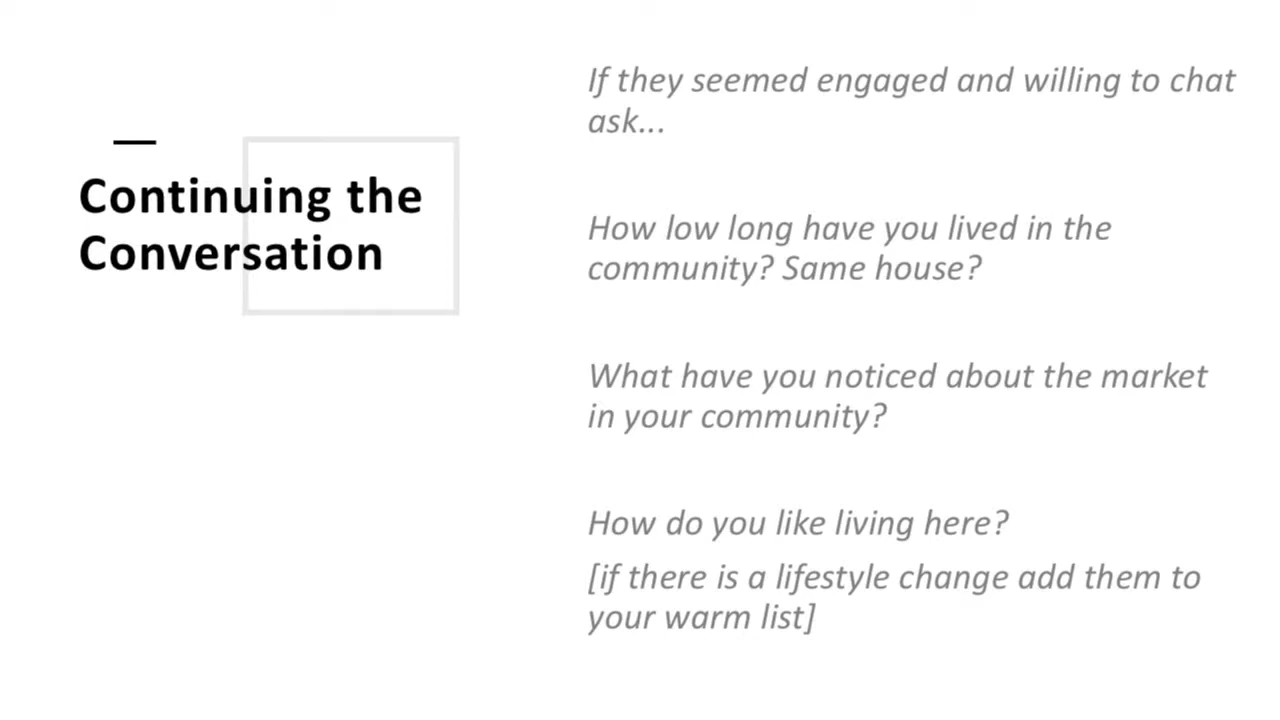 Continuing the
Conversation
If they seemed engaged and willing to chat
ask...
How low long have you lived in the
community? Same house?
What have you noticed about the market
in your community?
How do you like living here?
[if there is a lifestyle change add them to
your warm list]